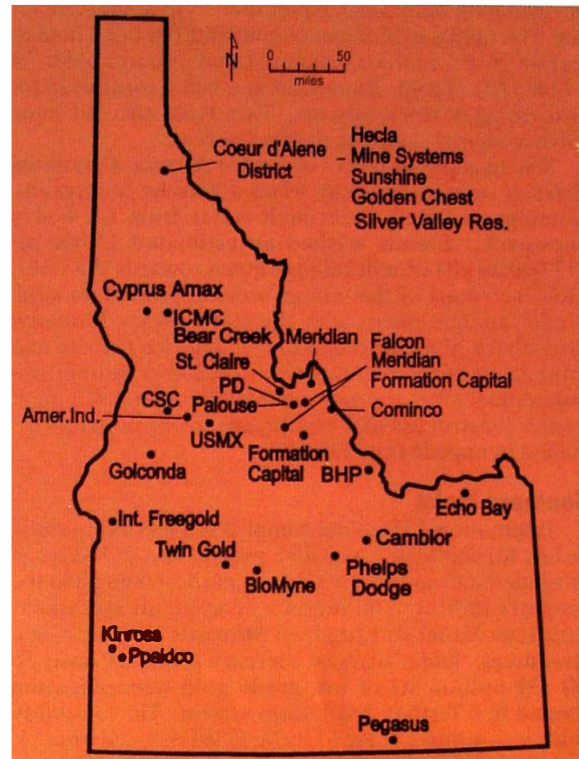 N
0 50
miles
Coeur d'Alene
District
Hecla
Mine Systems
Sunshine
Golden Chest
Silver Valley Res.
Cyprus Amax
ICMC
Bear Creek
St. Claire
PD
Palouse
Meridian
Falcon
Meridian
Formation Capital
Cominco
CSC
Amer.Ind.
USMX
Formation
Capital
BHP
Golconda
Echo Bay
Int. Freegold
Cambior
Twin Gold
BioMyne
Phelps
Dodge
Kinross
Ppaidco
Pegasus